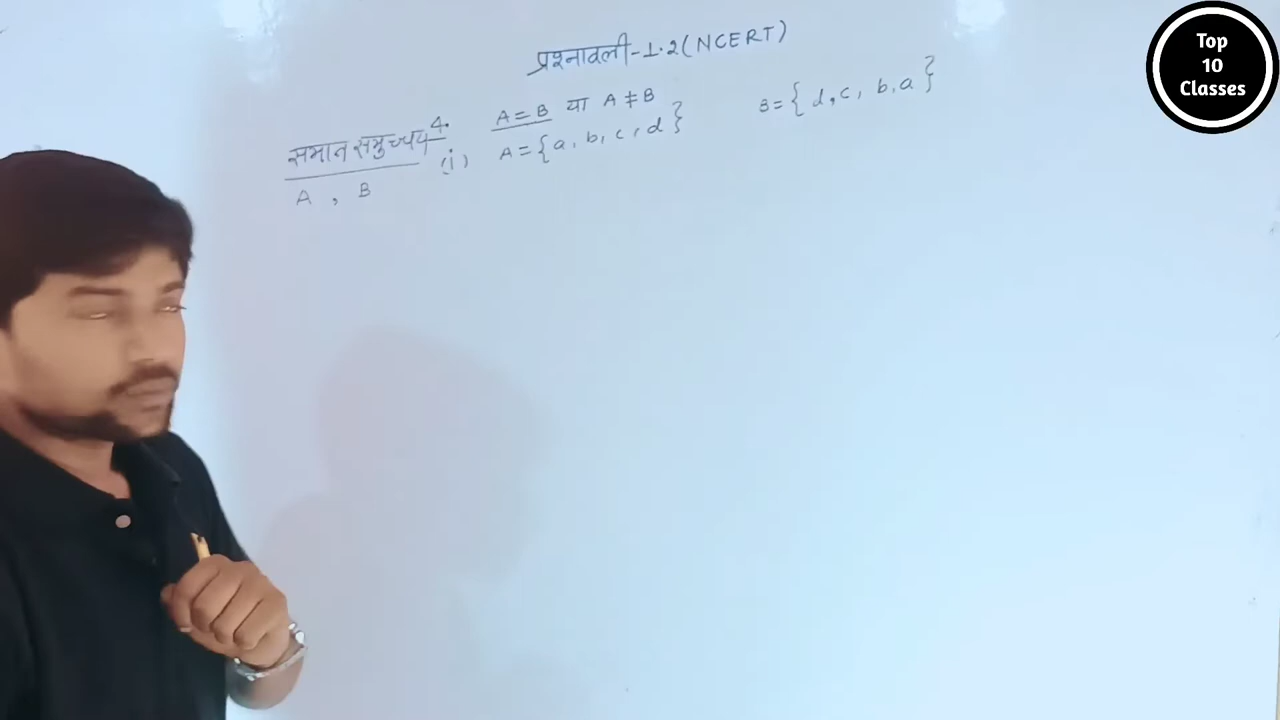 प्रश्नावली-1.2(NCERT)
समान समुच्चय
A , B
4. A=B या A≠B
(i) A={a, b, c, d} B={d, c, b, a}
Top
10
Classes